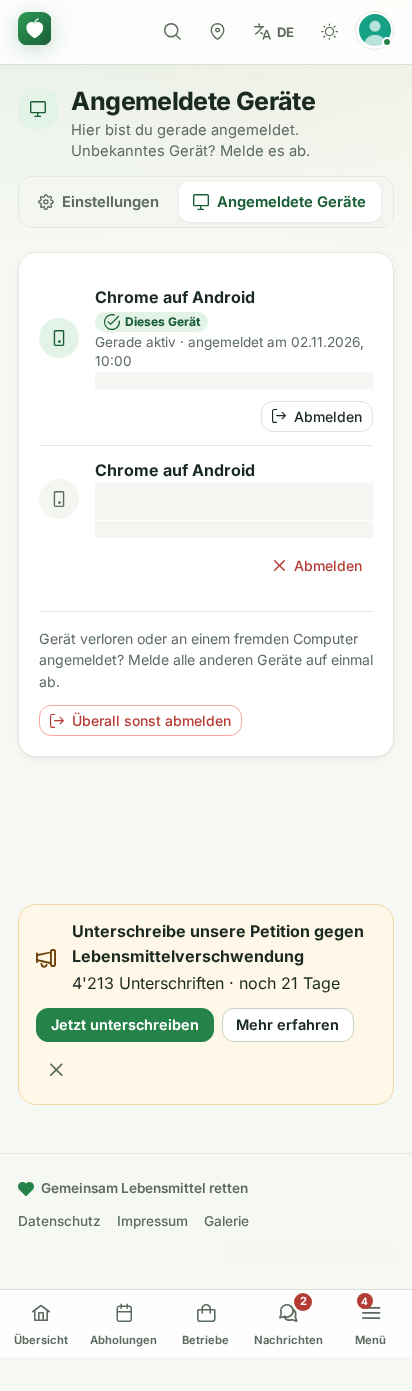 DE
Angemeldete Geräte
Hier bist du gerade angemeldet.
Unbekanntes Gerät? Melde es ab.
Einstellungen
Angemeldete Geräte
Chrome auf Android
Dieses Gerät
Gerade aktiv · angemeldet am 02.11.2026,
10:00
Abmelden
Chrome auf Android
Abmelden
Gerät verloren oder an einem fremden Computer
angemeldet? Melde alle anderen Geräte auf einmal
ab.
Überall sonst abmelden
Unterschreibe unsere Petition gegen
Lebensmittelverschwendung
4'213 Unterschriften · noch 21 Tage
Jetzt unterschreiben
Mehr erfahren
Gemeinsam Lebensmittel retten
Datenschutz Impressum Galerie
2
4
Übersicht Abholungen Betriebe Nachrichten Menü